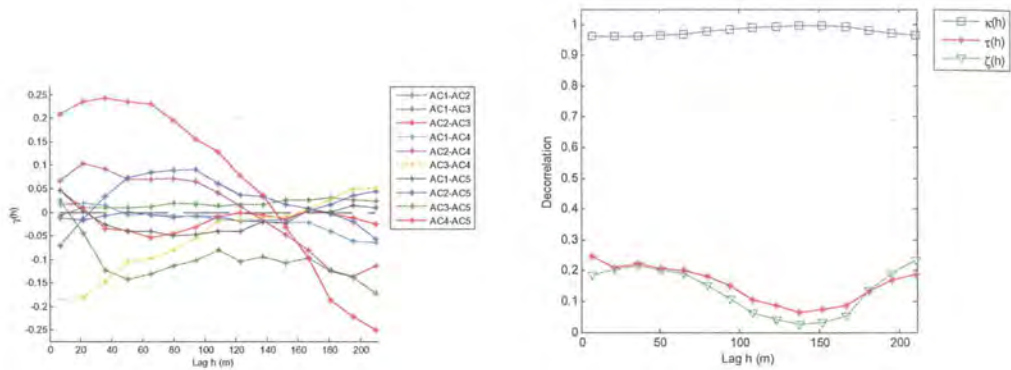 0.25
0.2
0.15
0.1
0.05
0
-0.05
-0.1
-0.15
-0.2
-0.25
γ(h)
0 20 40 60 80 100 120 140 160 180 200
Lag h (m)
AC1-AC2
AC1-AC3
AC2-AC3
AC1-AC4
AC2-AC4
AC3-AC4
AC1-AC5
AC2-AC5
AC3-AC5
AC4-AC5
1
0.9
0.8
0.7
0.6
0.5
0.4
0.3
0.2
0.1
0
Decorrelation
0 50 100 150 200
Lag h (m)
κ(h)
τ(h)
ζ(h)